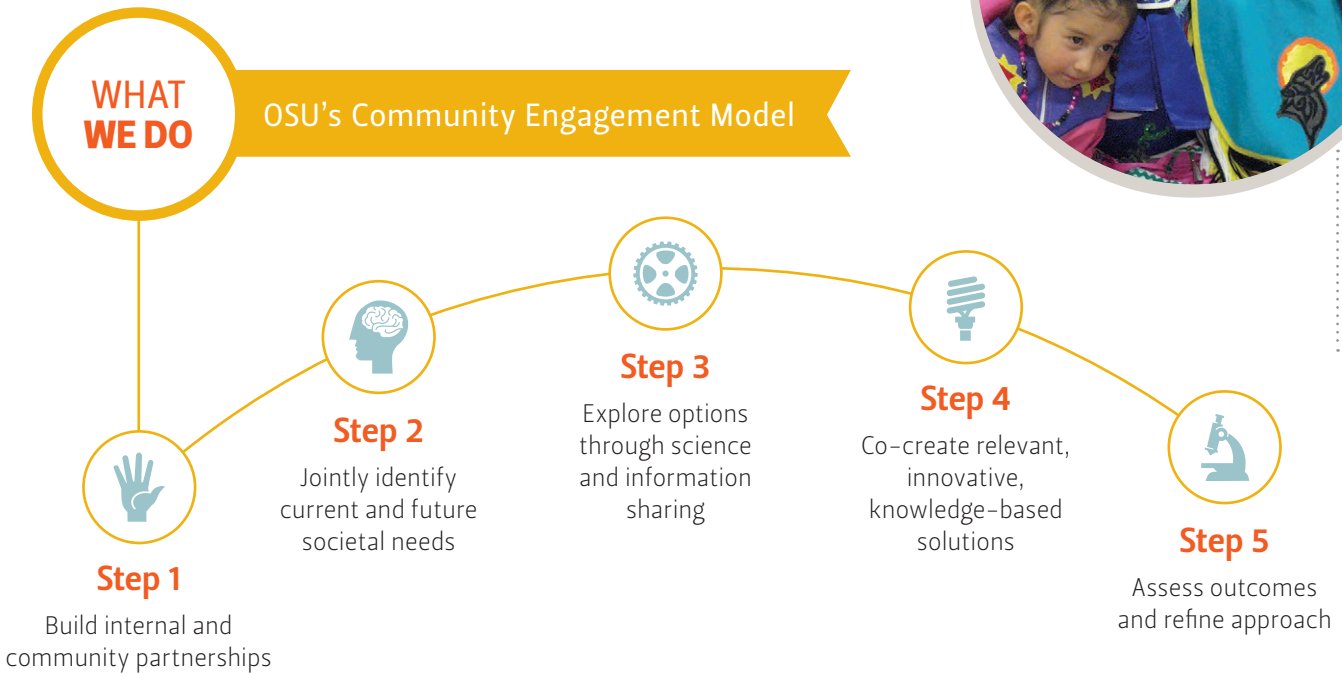 WHAT
WE DO
OSU's Community Engagement Model
Step 1
Build internal and
community partnerships
Step 2
Jointly identify
current and future
societal needs
Step 3
Explore options
through science
and information
sharing
Step 4
Co-create relevant,
innovative,
knowledge-based
solutions
Step 5
Assess outcomes
and refine approach